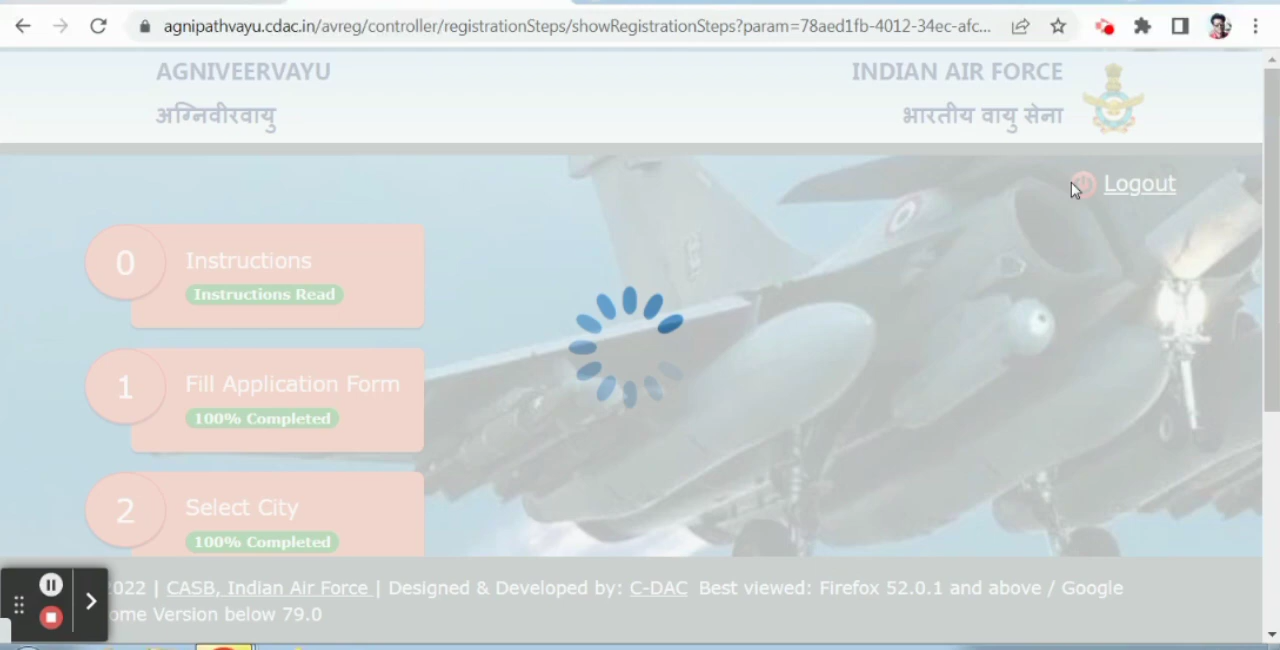 agnipathvayu.cdac.in/avreg/controller/registrationSteps/showRegistrationSteps?param=78aed1fb-4012-34ec-afc...
AGNIVEERVAYU
INDIAN AIR FORCE
अग्निवीरवायु
भारतीय वायु सेना
Logout
0
Instructions
Instructions Read
1
Fill Application Form
100% Completed
2
Select City
100% Completed
022 | CASB, Indian Air Force | Designed & Developed by: C-DAC Best viewed: Firefox 52.0.1 and above / Google
ome Version below 79.0